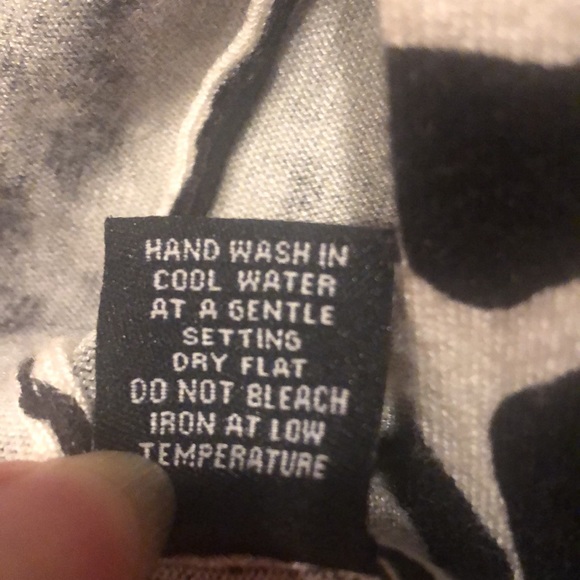 HAND WASH IN
COOL WATER
AT A GENTLE
SETTING
DRY FLAT
DO NOT BLEACH
IRON AT LOW
TEMPERATURE